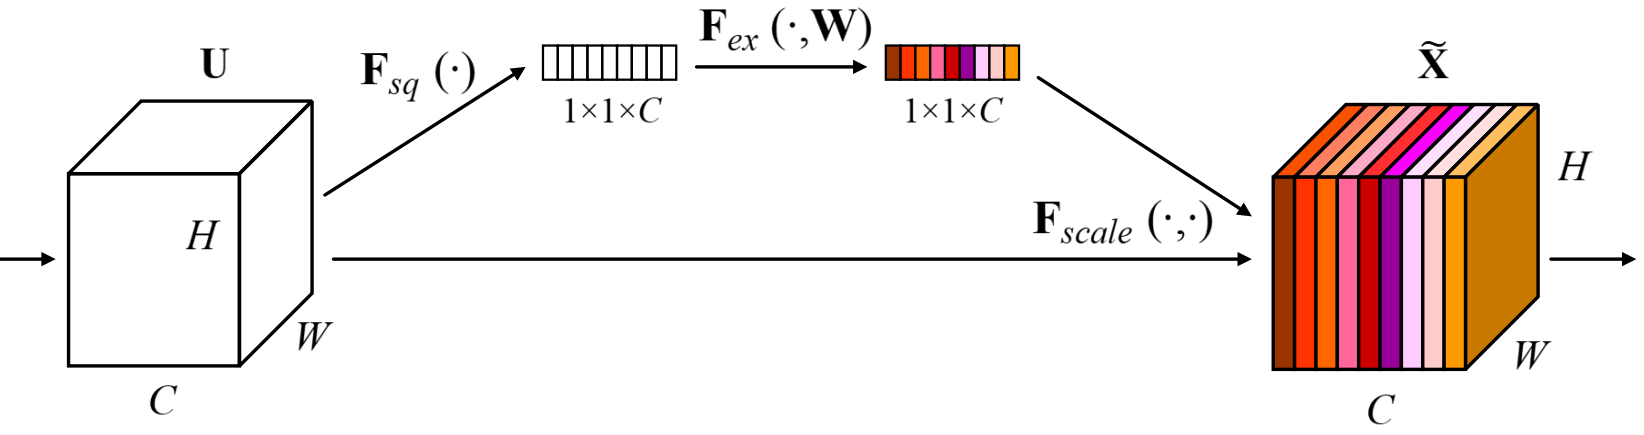 U
F_sq (·)
1×1×C
F_ex (·,W)
1×1×C
X̃
H
W
C
F_scale (·,·)
H
W
C